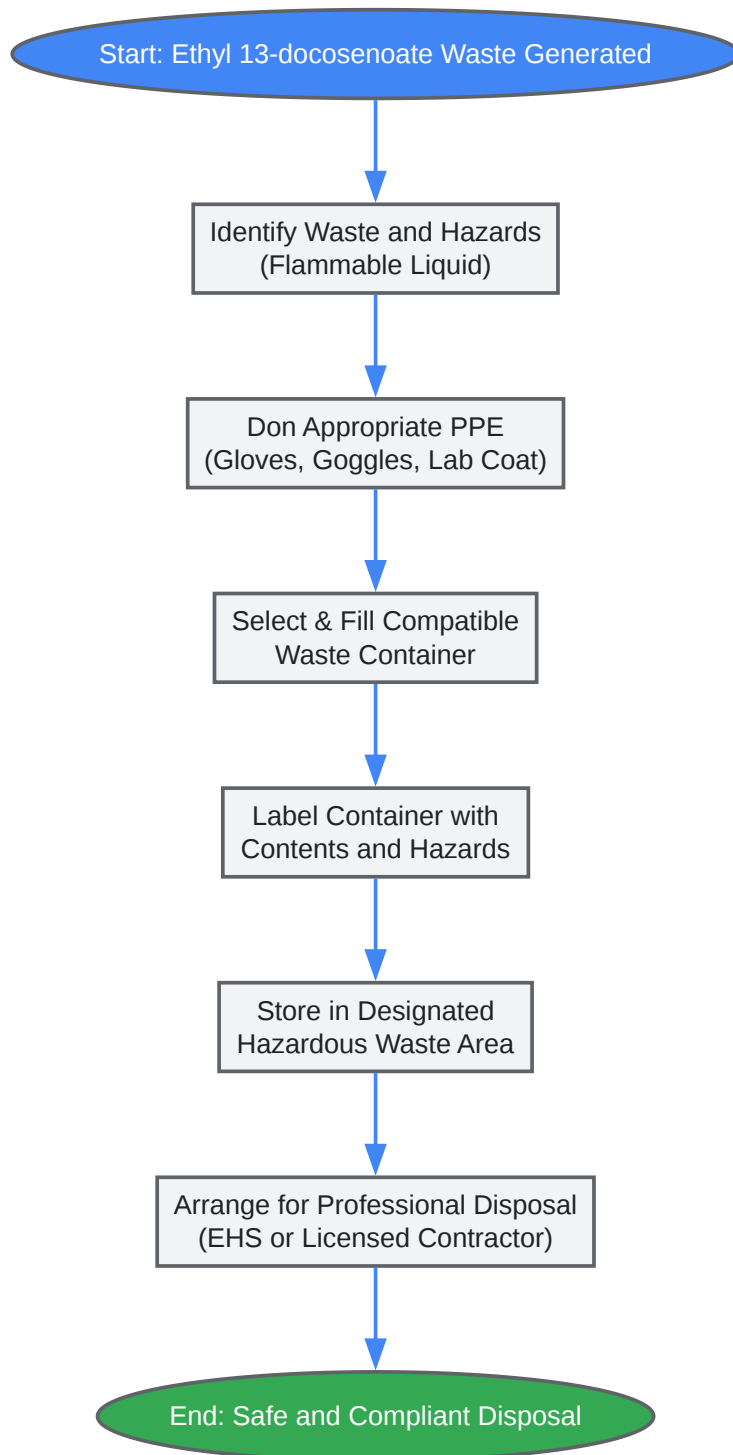 Start: Ethyl 13-docosenoate Waste Generated
Identify Waste and Hazards
(Flammable Liquid)
Don Appropriate PPE
(Gloves, Goggles, Lab Coat)
Select & Fill Compatible
Waste Container
Label Container with
Contents and Hazards
Store in Designated
Hazardous Waste Area
Arrange for Professional Disposal
(EHS or Licensed Contractor)
End: Safe and Compliant Disposal